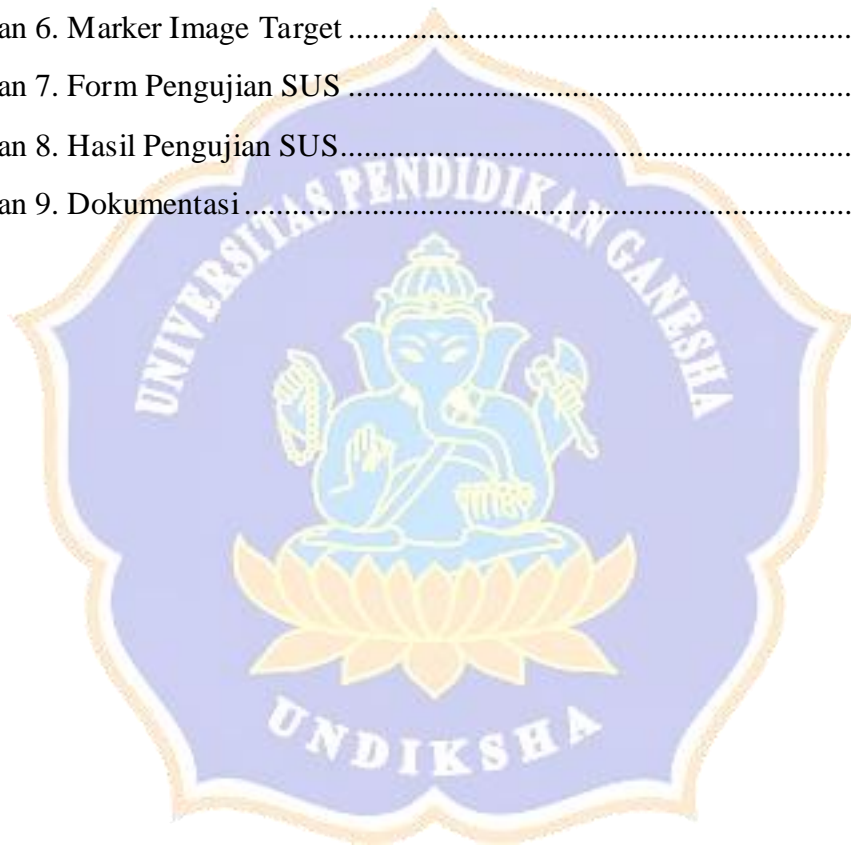 an 6. Marker Image Target ................................................................
an 7. Form Pengujian SUS ................................................................
an 8. Hasil Pengujian SUS.................................................................
an 9. Dokumentasi .............................................................................
UNIVERSITAS PENDIDIKAN GANESHA
UNDIKSHA